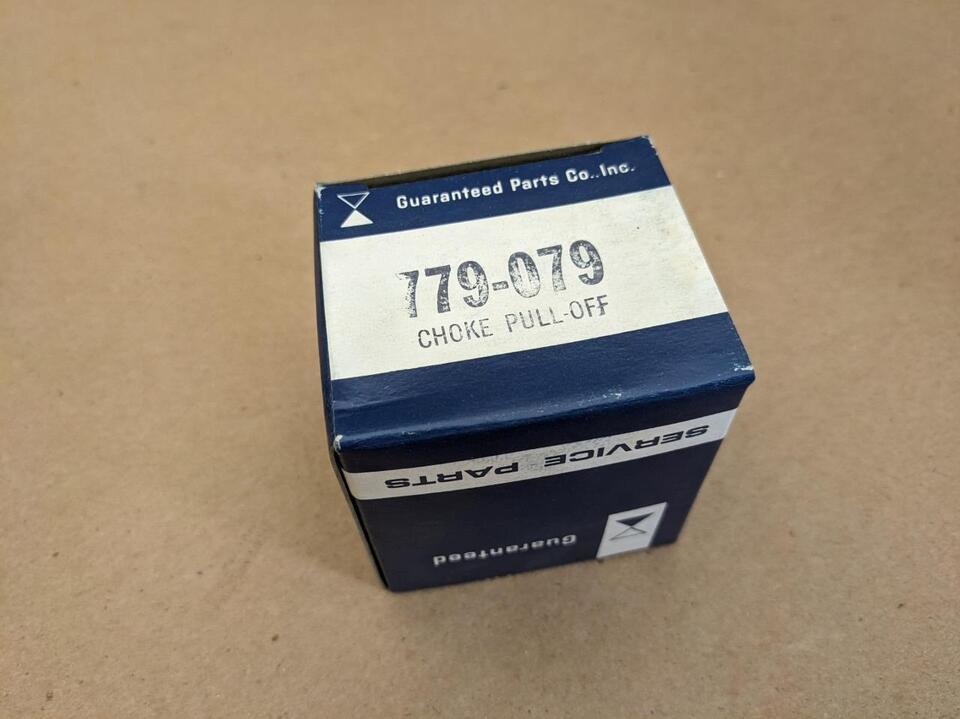 Guaranteed Parts Co., Inc.
779-079
CHOKE PULL-OFF
SERVICE PARTS
Guaranteed